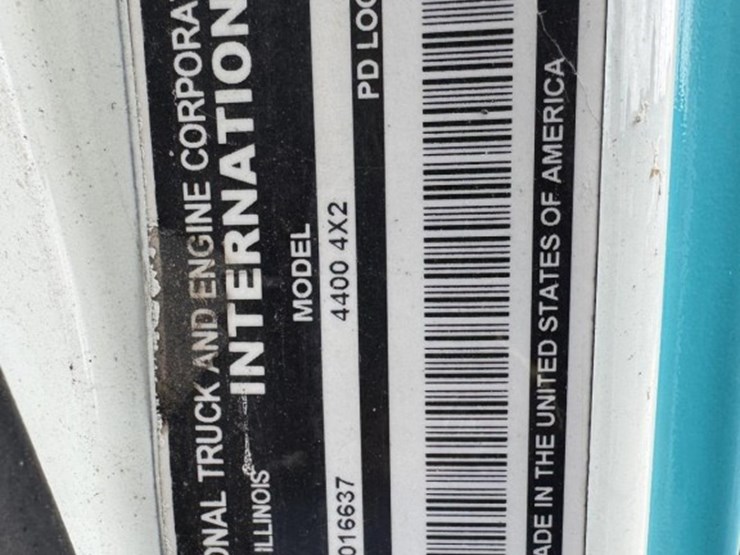 ONAL TRUCK AND ENGINE CORPORA
ILLINOIS
INTERNATION
MODEL
016637
4400 4X2
PD LOC
ADE IN THE UNITED STATES OF AMERICA